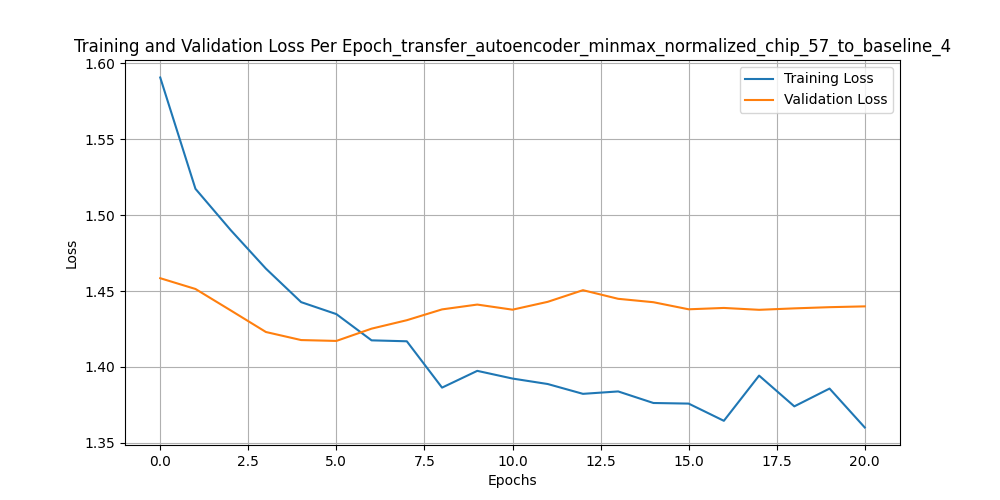 Training and Validation Loss Per Epoch_transfer_autoencoder_minmax_normalized_chip_57_to_baseline_4
Training Loss
Validation Loss
1.60
1.55
1.50
1.45
1.40
1.35
Loss
0.0 2.5 5.0 7.5 10.0 12.5 15.0 17.5 20.0
Epochs